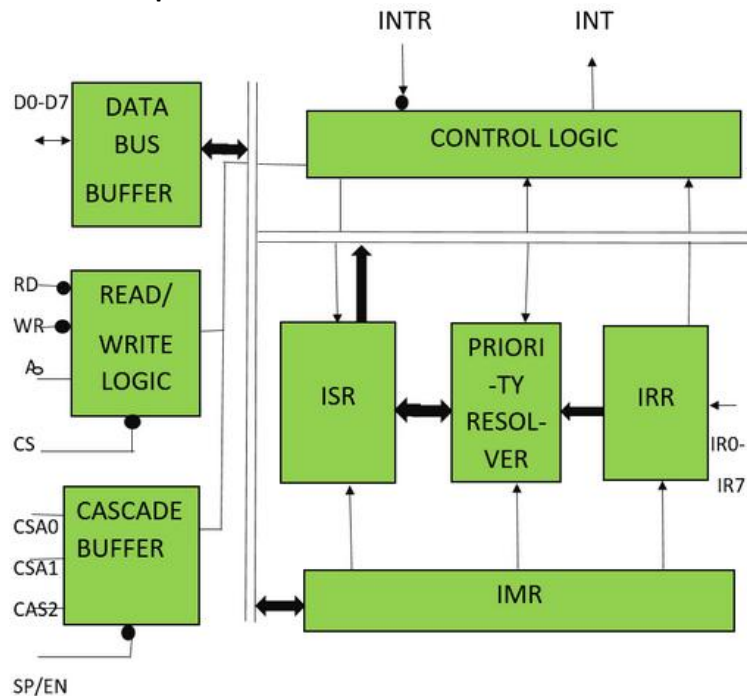 INTR
INT
D0-D7
DATA
BUS
BUFFER
CONTROL LOGIC
RD
WR
A0
CS
READ/
WRITE
LOGIC
ISR
PRIORI
-TY
RESOL-
VER
IRR
IR0-
IR7
CSA0
CSA1
CAS2
CASCADE
BUFFER
SP/EN
IMR